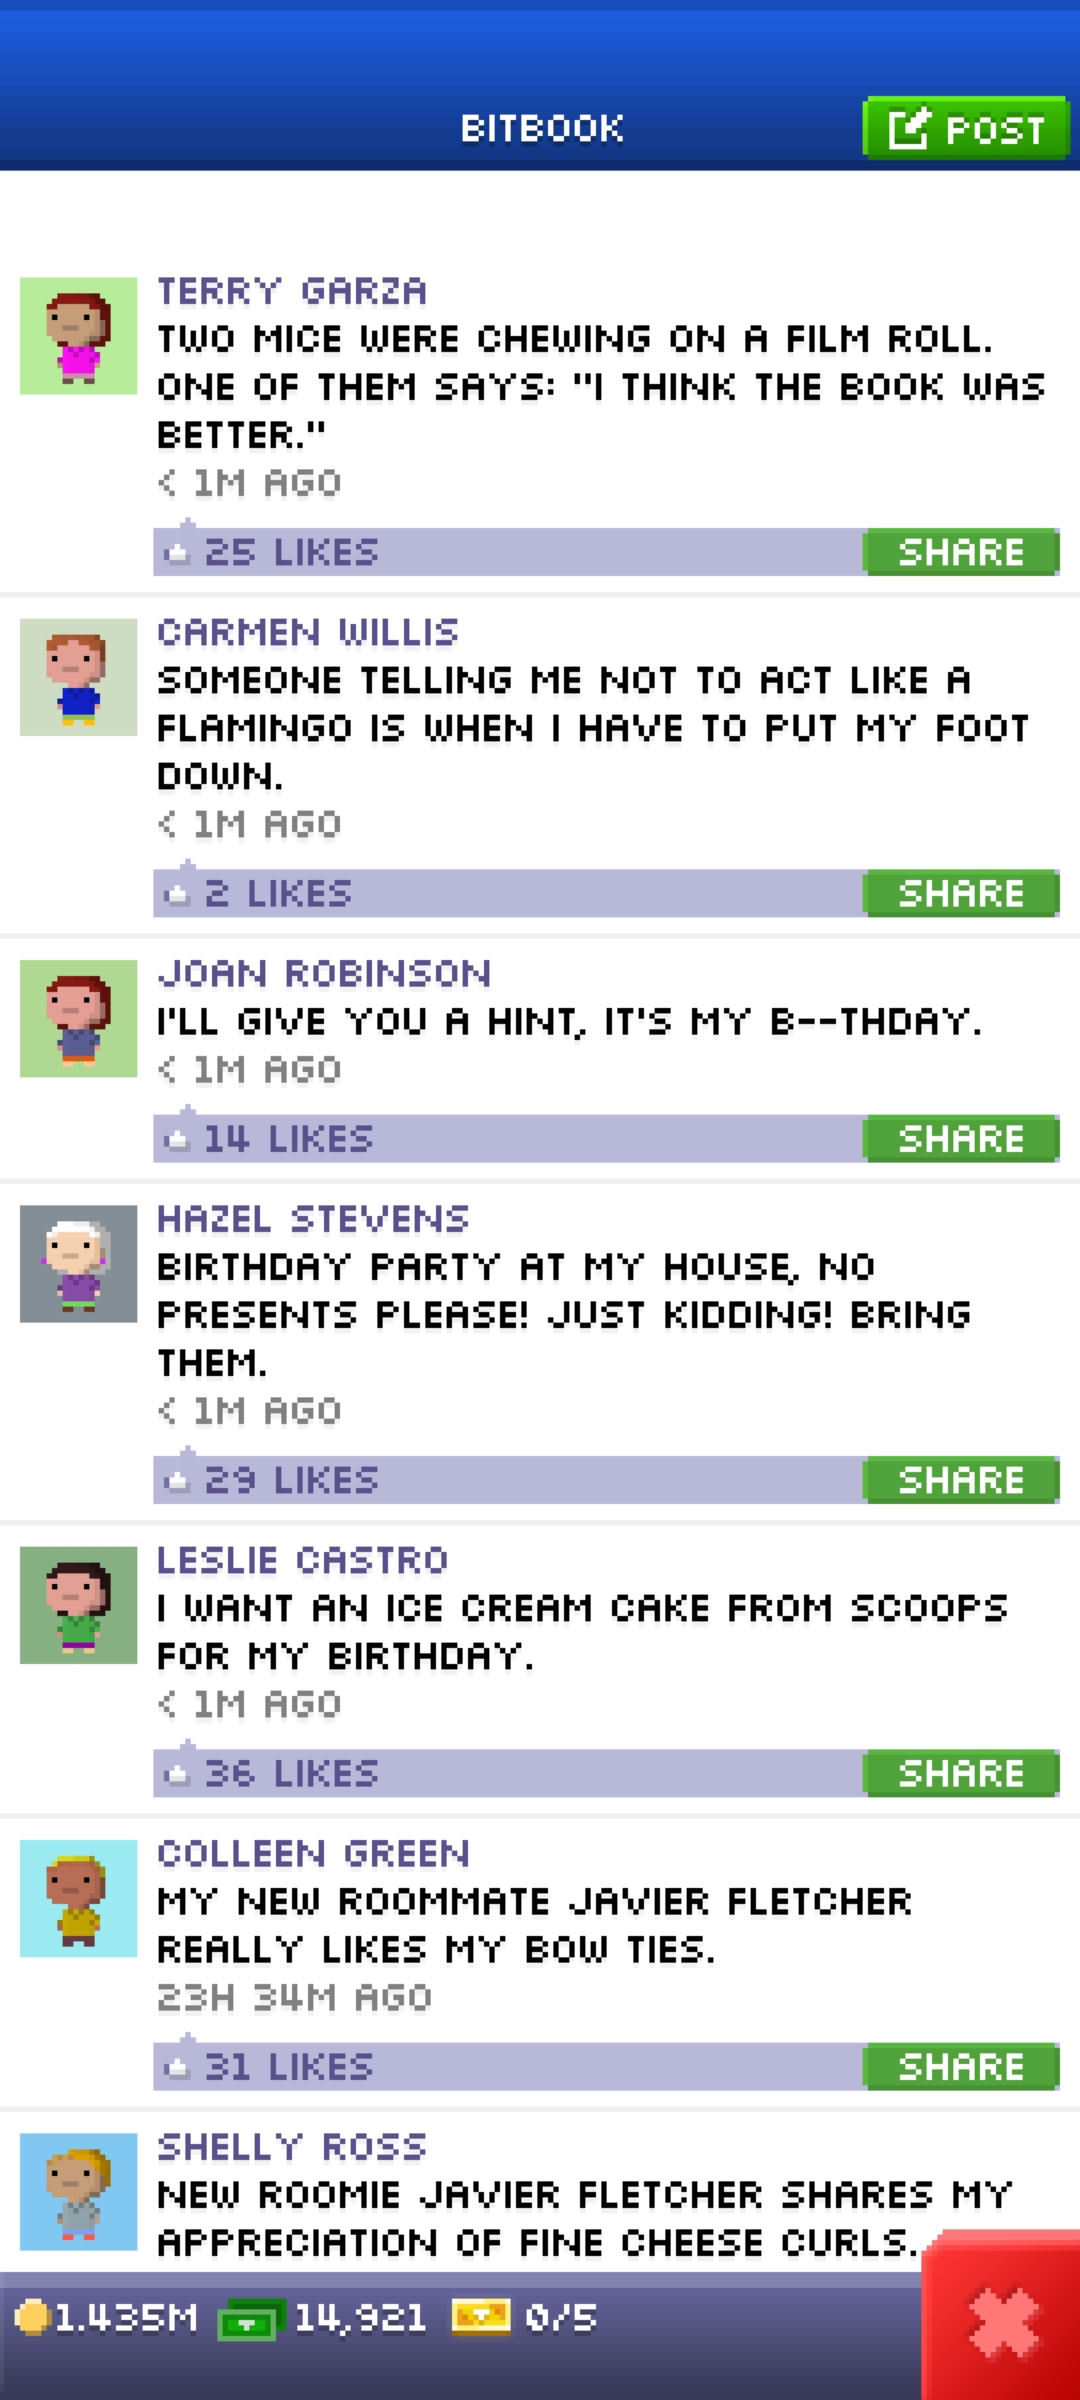 BITBOOK
POST
TERRY GARZA
TWO MICE WERE CHEWING ON A FILM ROLL.
ONE OF THEM SAYS: "I THINK THE BOOK WAS
BETTER."
< 1M AGO
25 LIKES
SHARE
CARMEN WILLIS
SOMEONE TELLING ME NOT TO ACT LIKE A
FLAMINGO IS WHEN I HAVE TO PUT MY FOOT
DOWN.
< 1M AGO
2 LIKES
SHARE
JOAN ROBINSON
I'LL GIVE YOU A HINT, IT'S MY B--THDAY.
< 1M AGO
14 LIKES
SHARE
HAZEL STEVENS
BIRTHDAY PARTY AT MY HOUSE, NO
PRESENTS PLEASE! JUST KIDDING! BRING
THEM.
< 1M AGO
29 LIKES
SHARE
LESLIE CASTRO
I WANT AN ICE CREAM CAKE FROM SCOOPS
FOR MY BIRTHDAY.
< 1M AGO
36 LIKES
SHARE
COLLEEN GREEN
MY NEW ROOMMATE JAVIER FLETCHER
REALLY LIKES MY BOW TIES.
23H 34M AGO
31 LIKES
SHARE
SHELLY ROSS
NEW ROOMIE JAVIER FLETCHER SHARES MY
APPRECIATION OF FINE CHEESE CURLS.
1.435M 14,921 0/5